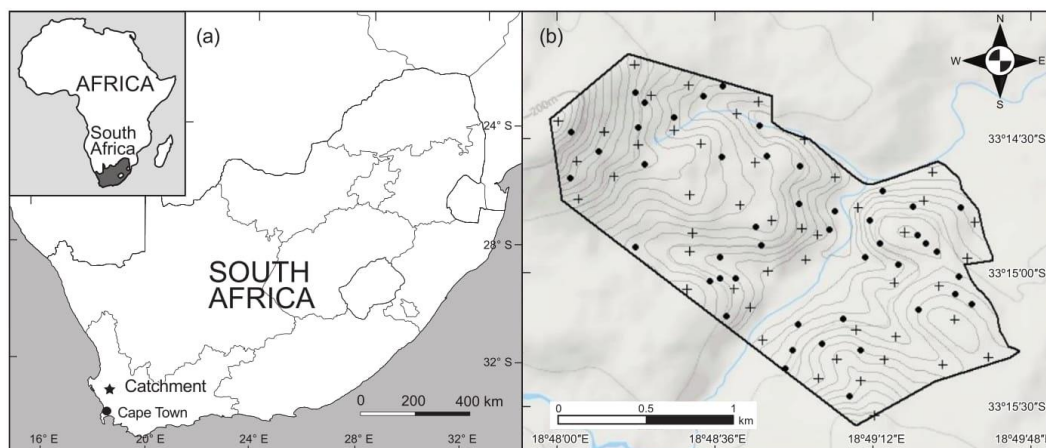 (a)
AFRICA
South
Africa
24° S
28° S
32° S
SOUTH
AFRICA
Catchment
Cape Town
0 200 400 km
16° E
20° E
24° E
28° E
32° E
(b)
N
W
E
S
200m
33°14'30"S
33°15'00"S
33°15'30"S
0 0.5 1
km
18°48'00"E
18°48'36"E
18°49'12"E
18°49'48"E